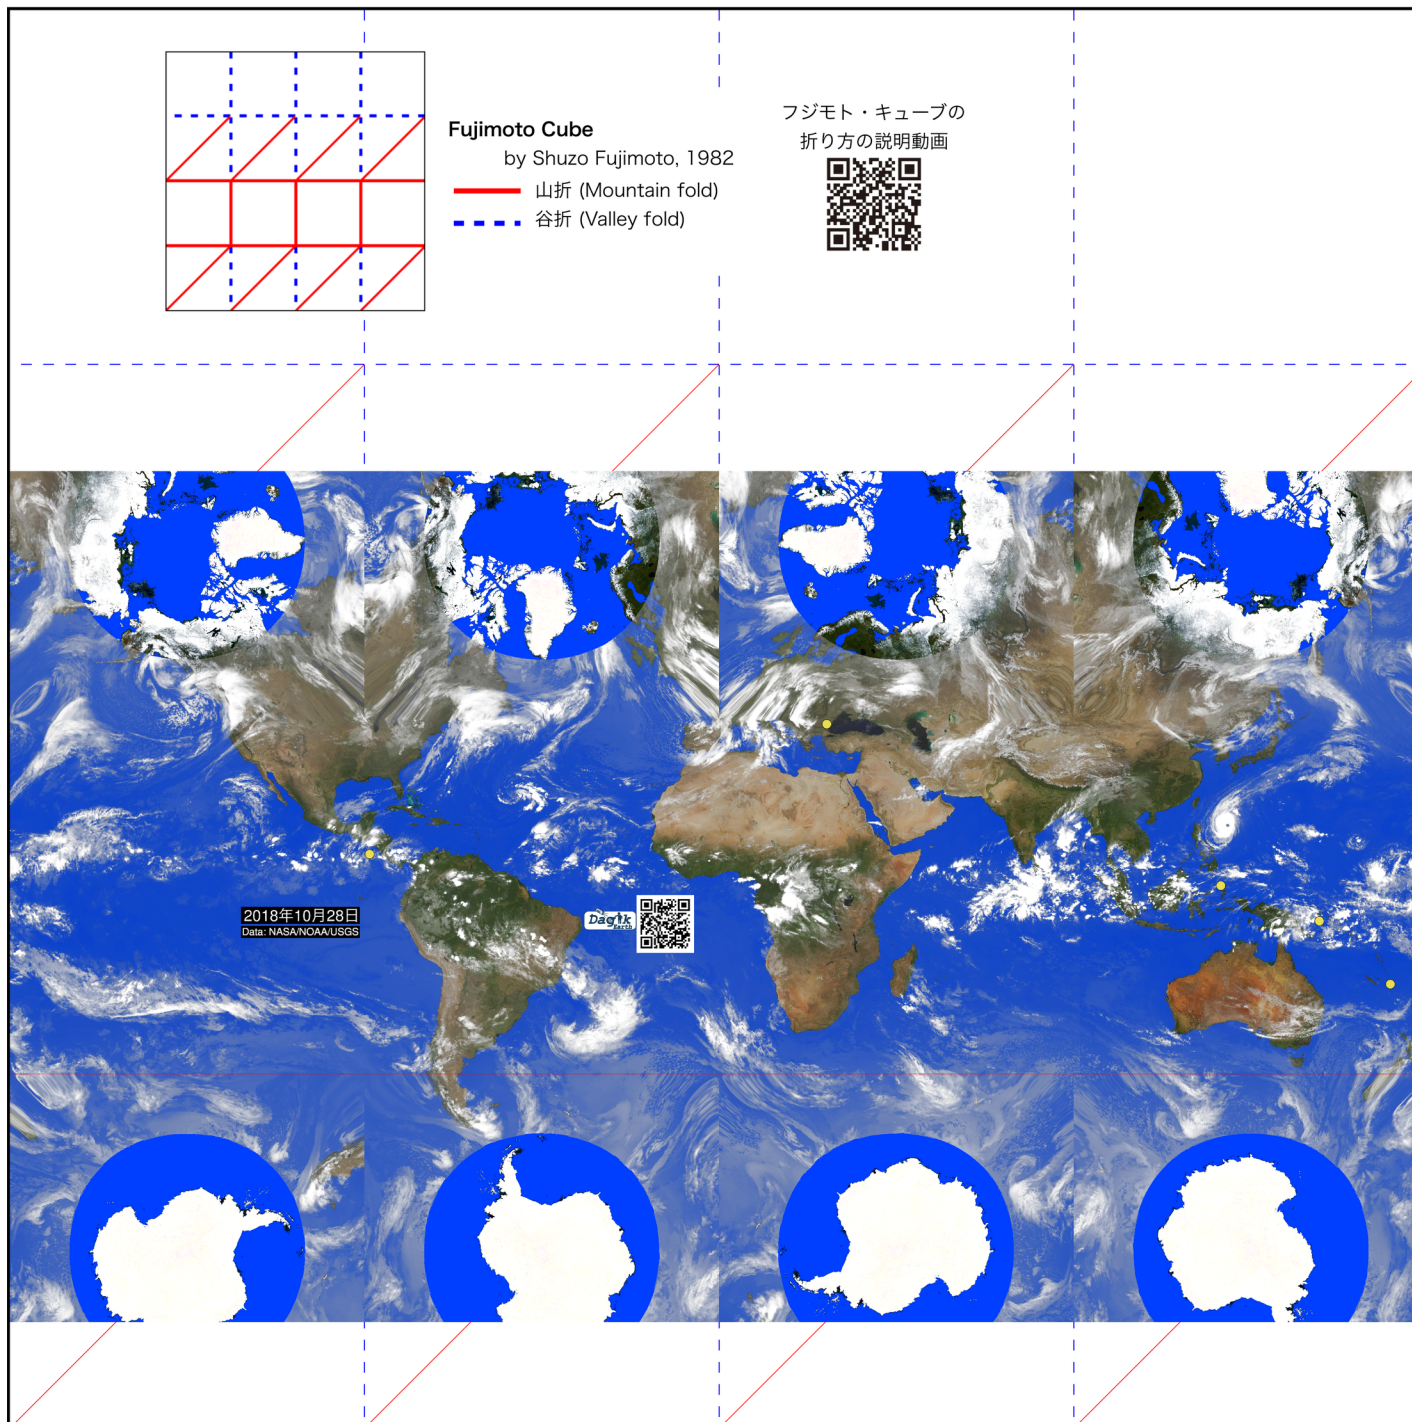 フジモト・キューブの
折り方の説明動画
Fujimoto Cube
by Shuzo Fujimoto, 1982
山折 (Mountain fold)
谷折 (Valley fold)
2018年10月28日
Data: NASA/NOAA/USGS
Dagik
Earth